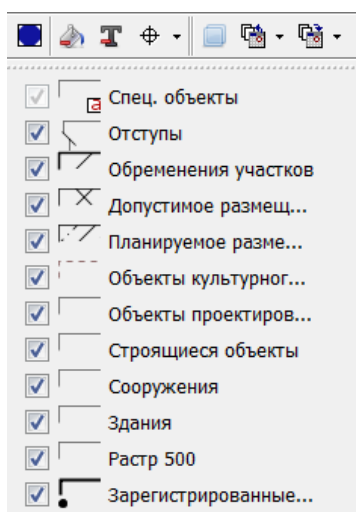 Спец. объекты
Отступы
Обременения участков
Допустимое размещ...
Планируемое разме...
Объекты культурног...
Объекты проектиров...
Строящиеся объекты
Сооружения
Здания
Растр 500
Зарегистрированные...